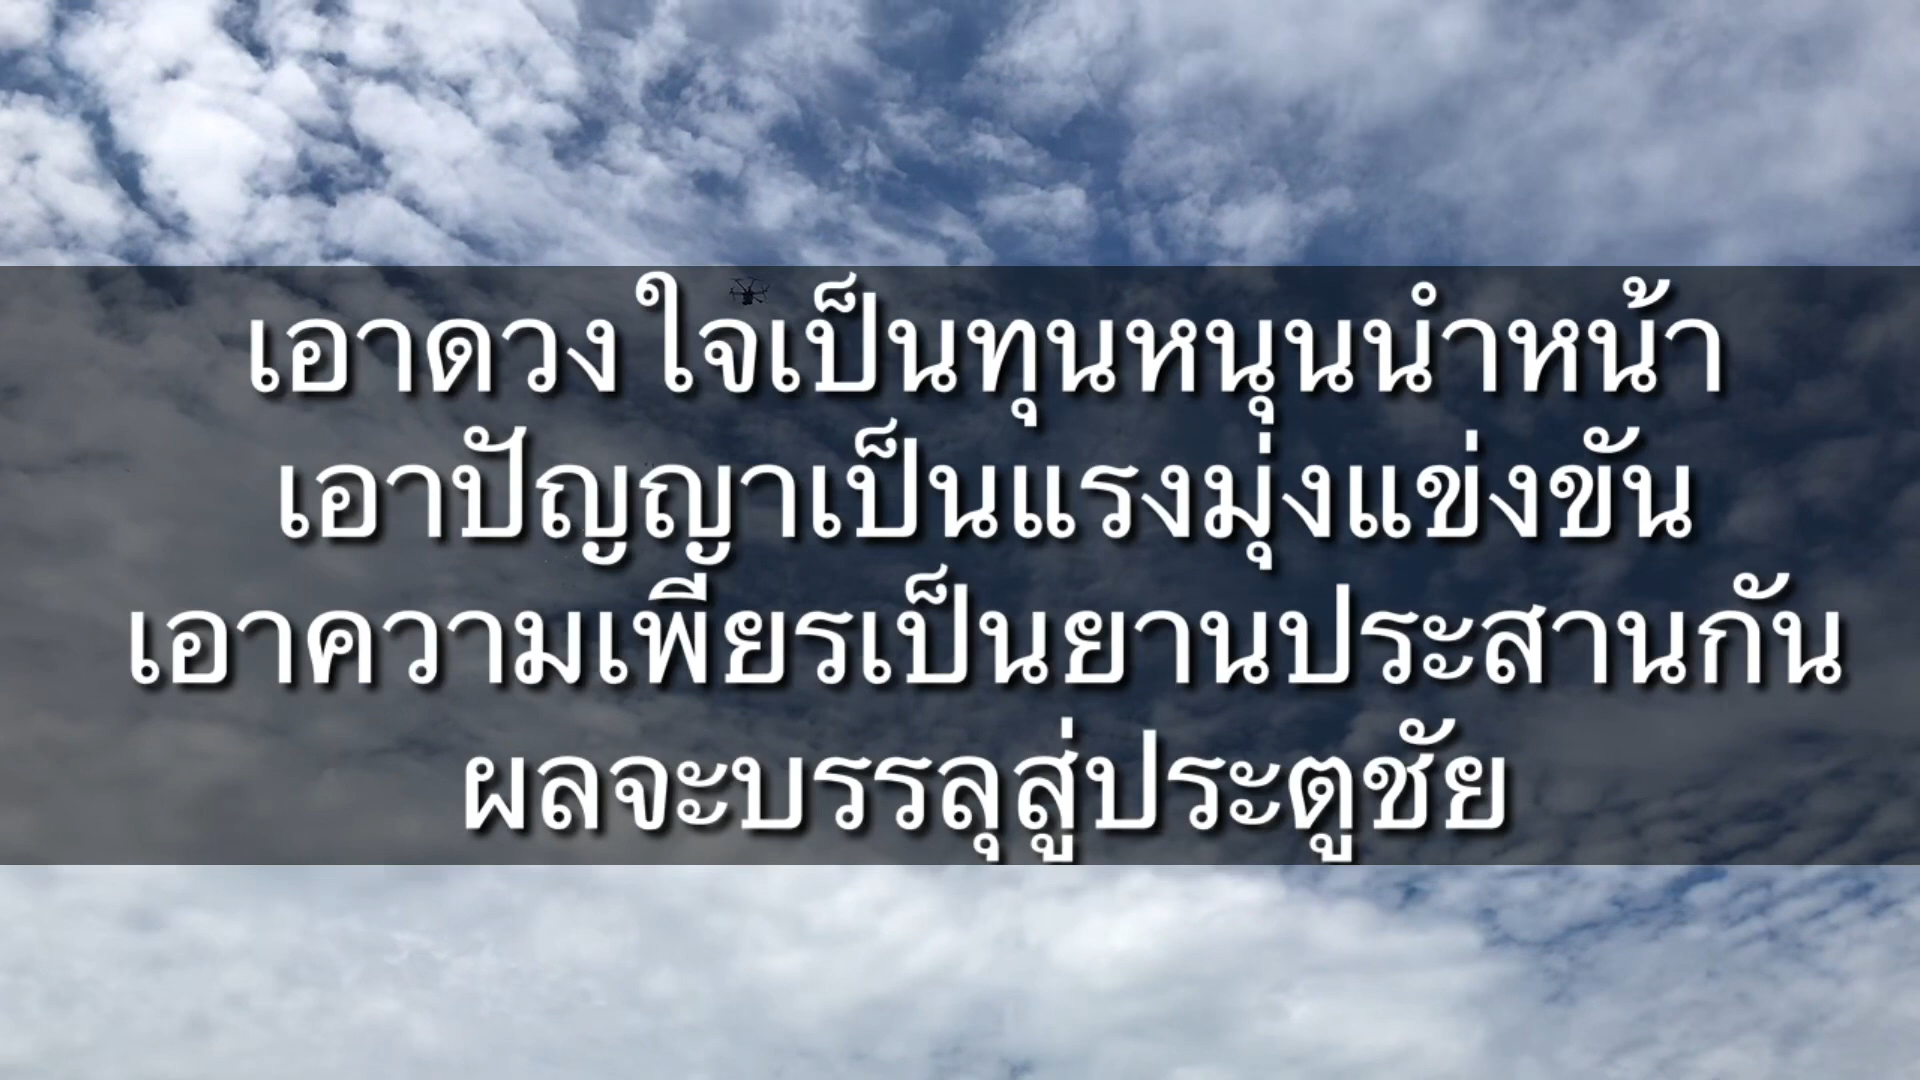 เอาดวงใจเป็นทุนหนุนนำหน้า
เอาปัญญาเป็นแรงมุ่งแข่งขัน
เอาความเพียรเป็นยานประสานกัน
ผลจะบรรลุสู่ประตูชัย